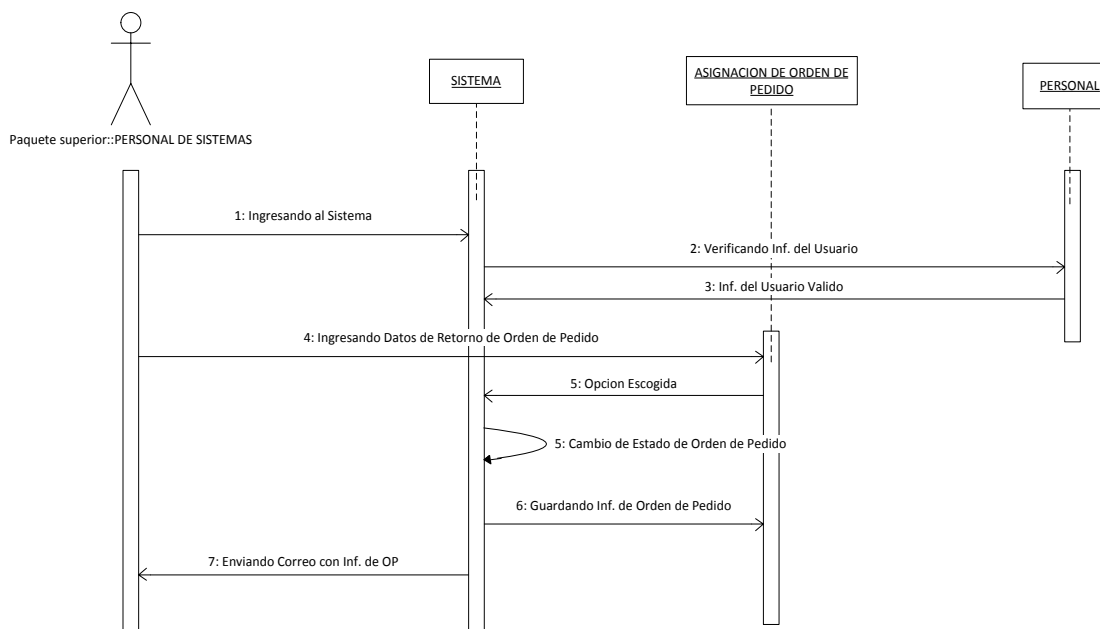 SISTEMA
ASIGNACION DE ORDEN DE
PEDIDO
PERSONAL
Paquete superior::PERSONAL DE SISTEMAS
1: Ingresando al Sistema
2: Verificando Inf. del Usuario
3: Inf. del Usuario Valido
4: Ingresando Datos de Retorno de Orden de Pedido
5: Opcion Escogida
5: Cambio de Estado de Orden de Pedido
6: Guardando Inf. de Orden de Pedido
7: Enviando Correo con Inf. de OP